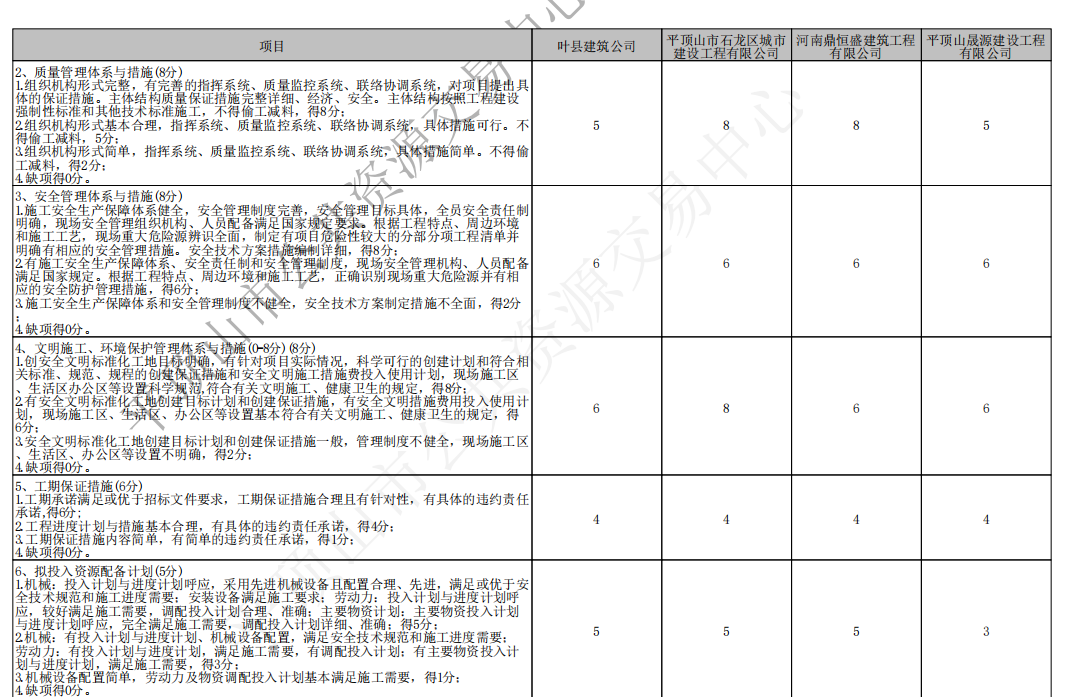 项目
叶县建筑公司
平顶山市石龙区城市
建设工程有限公司
河南鼎恒盛建筑工程
有限公司
平顶山晟源建设工程
有限公司
2、质量管理体系与措施(8分)
1.组织机构形式完整，有完善的指挥系统、质量监控系统、联络协调系统，对项目提出具
体的保证措施。主体结构质量保证措施完整详细、经济、安全。主体结构按照工程建设
强制性标准和其他技术标准施工，不得偷工减料，得8分；
2.组织机构形式基本合理，指挥系统、质量监控系统、联络协调系统，具体措施可行。不
得偷工减料，5分；
3.组织机构形式简单，指挥系统、质量监控系统、联络协调系统，具体措施简单。不得偷
工减料，得2分；
4.缺项得0分。
5
8
8
5
3、安全管理体系与措施(8分)
1.施工安全生产保障体系健全，安全管理制度完善，安全管理目标具体，全员安全责任制
明确，现场安全管理组织机构、人员配备满足国家规定要求。根据工程特点、周边环境
和施工工艺，现场重大危险源辨识全面，制定有项目危险性较大的分部分项工程清单并
明确有相应的安全管理措施。安全技术方案措施编制详细，得8分；
2.有施工安全生产保障体系、安全责任制和安全管理制度，现场安全管理机构、人员配备
满足国家规定。根据工程特点、周边环境和施工工艺，正确识别现场重大危险源并有相
应的安全防护管理措施，得6分；
3.施工安全生产保障体系和安全管理制度不健全，安全技术方案制定措施不全面，得2分
；
4.缺项得0分。
6
6
6
6
4、文明施工、环境保护管理体系与措施(0-8分)(8分)
1.创安全文明标准化工地目标明确，有针对项目实际情况，科学可行的创建计划和符合相
关标准、规范、规程的创建保证措施和安全文明施工措施费投入使用计划，现场施工区
、生活区办公区等设置科学规范,符合有关文明施工、健康卫生的规定，得8分；
2.有安全文明标准化工地创建目标计划和创建保证措施，有安全文明措施费用投入使用计
划，现场施工区、生活区、办公区等设置基本符合有关文明施工、健康卫生的规定，得
6分；
3.安全文明标准化工地创建目标计划和创建保证措施一般，管理制度不健全，现场施工区
、生活区、办公区等设置不明确，得2分；
4.缺项得0分。
6
8
6
6
5、工期保证措施(6分)
1.工期承诺满足或优于招标文件要求，工期保证措施合理且有针对性，有具体的违约责任
承诺,得6分；
2.工程进度计划与措施基本合理，有具体的违约责任承诺，得4分；
3.工期保证措施内容简单，有简单的违约责任承诺，得1分；
4.缺项得0分。
4
4
4
4
6、拟投入资源配备计划(5分)
1.机械：投入计划与进度计划呼应，采用先进机械设备且配置合理、先进，满足或优于安
全技术规范和施工进度需要；安装设备满足施工要求；劳动力：投入计划与进度计划呼
应，较好满足施工需要，调配投入计划合理、准确；主要物资计划：主要物资投入计划
与进度计划呼应，完全满足施工需要，调配投入计划详细、准确；得5分；
2.机械：有投入计划与进度计划、机械设备配置，满足安全技术规范和施工进度需要；
劳动力：有投入计划与进度计划，满足施工需要，有调配投入计划；有主要物资投入计
划与进度计划，满足施工需要，得3分；
3.机械设备配置简单，劳动力及物资调配投入计划基本满足施工需要，得1分；
4.缺项得0分。
5
5
5
3
平顶山市公共资源交易中心
平顶山市公共资源交易中心